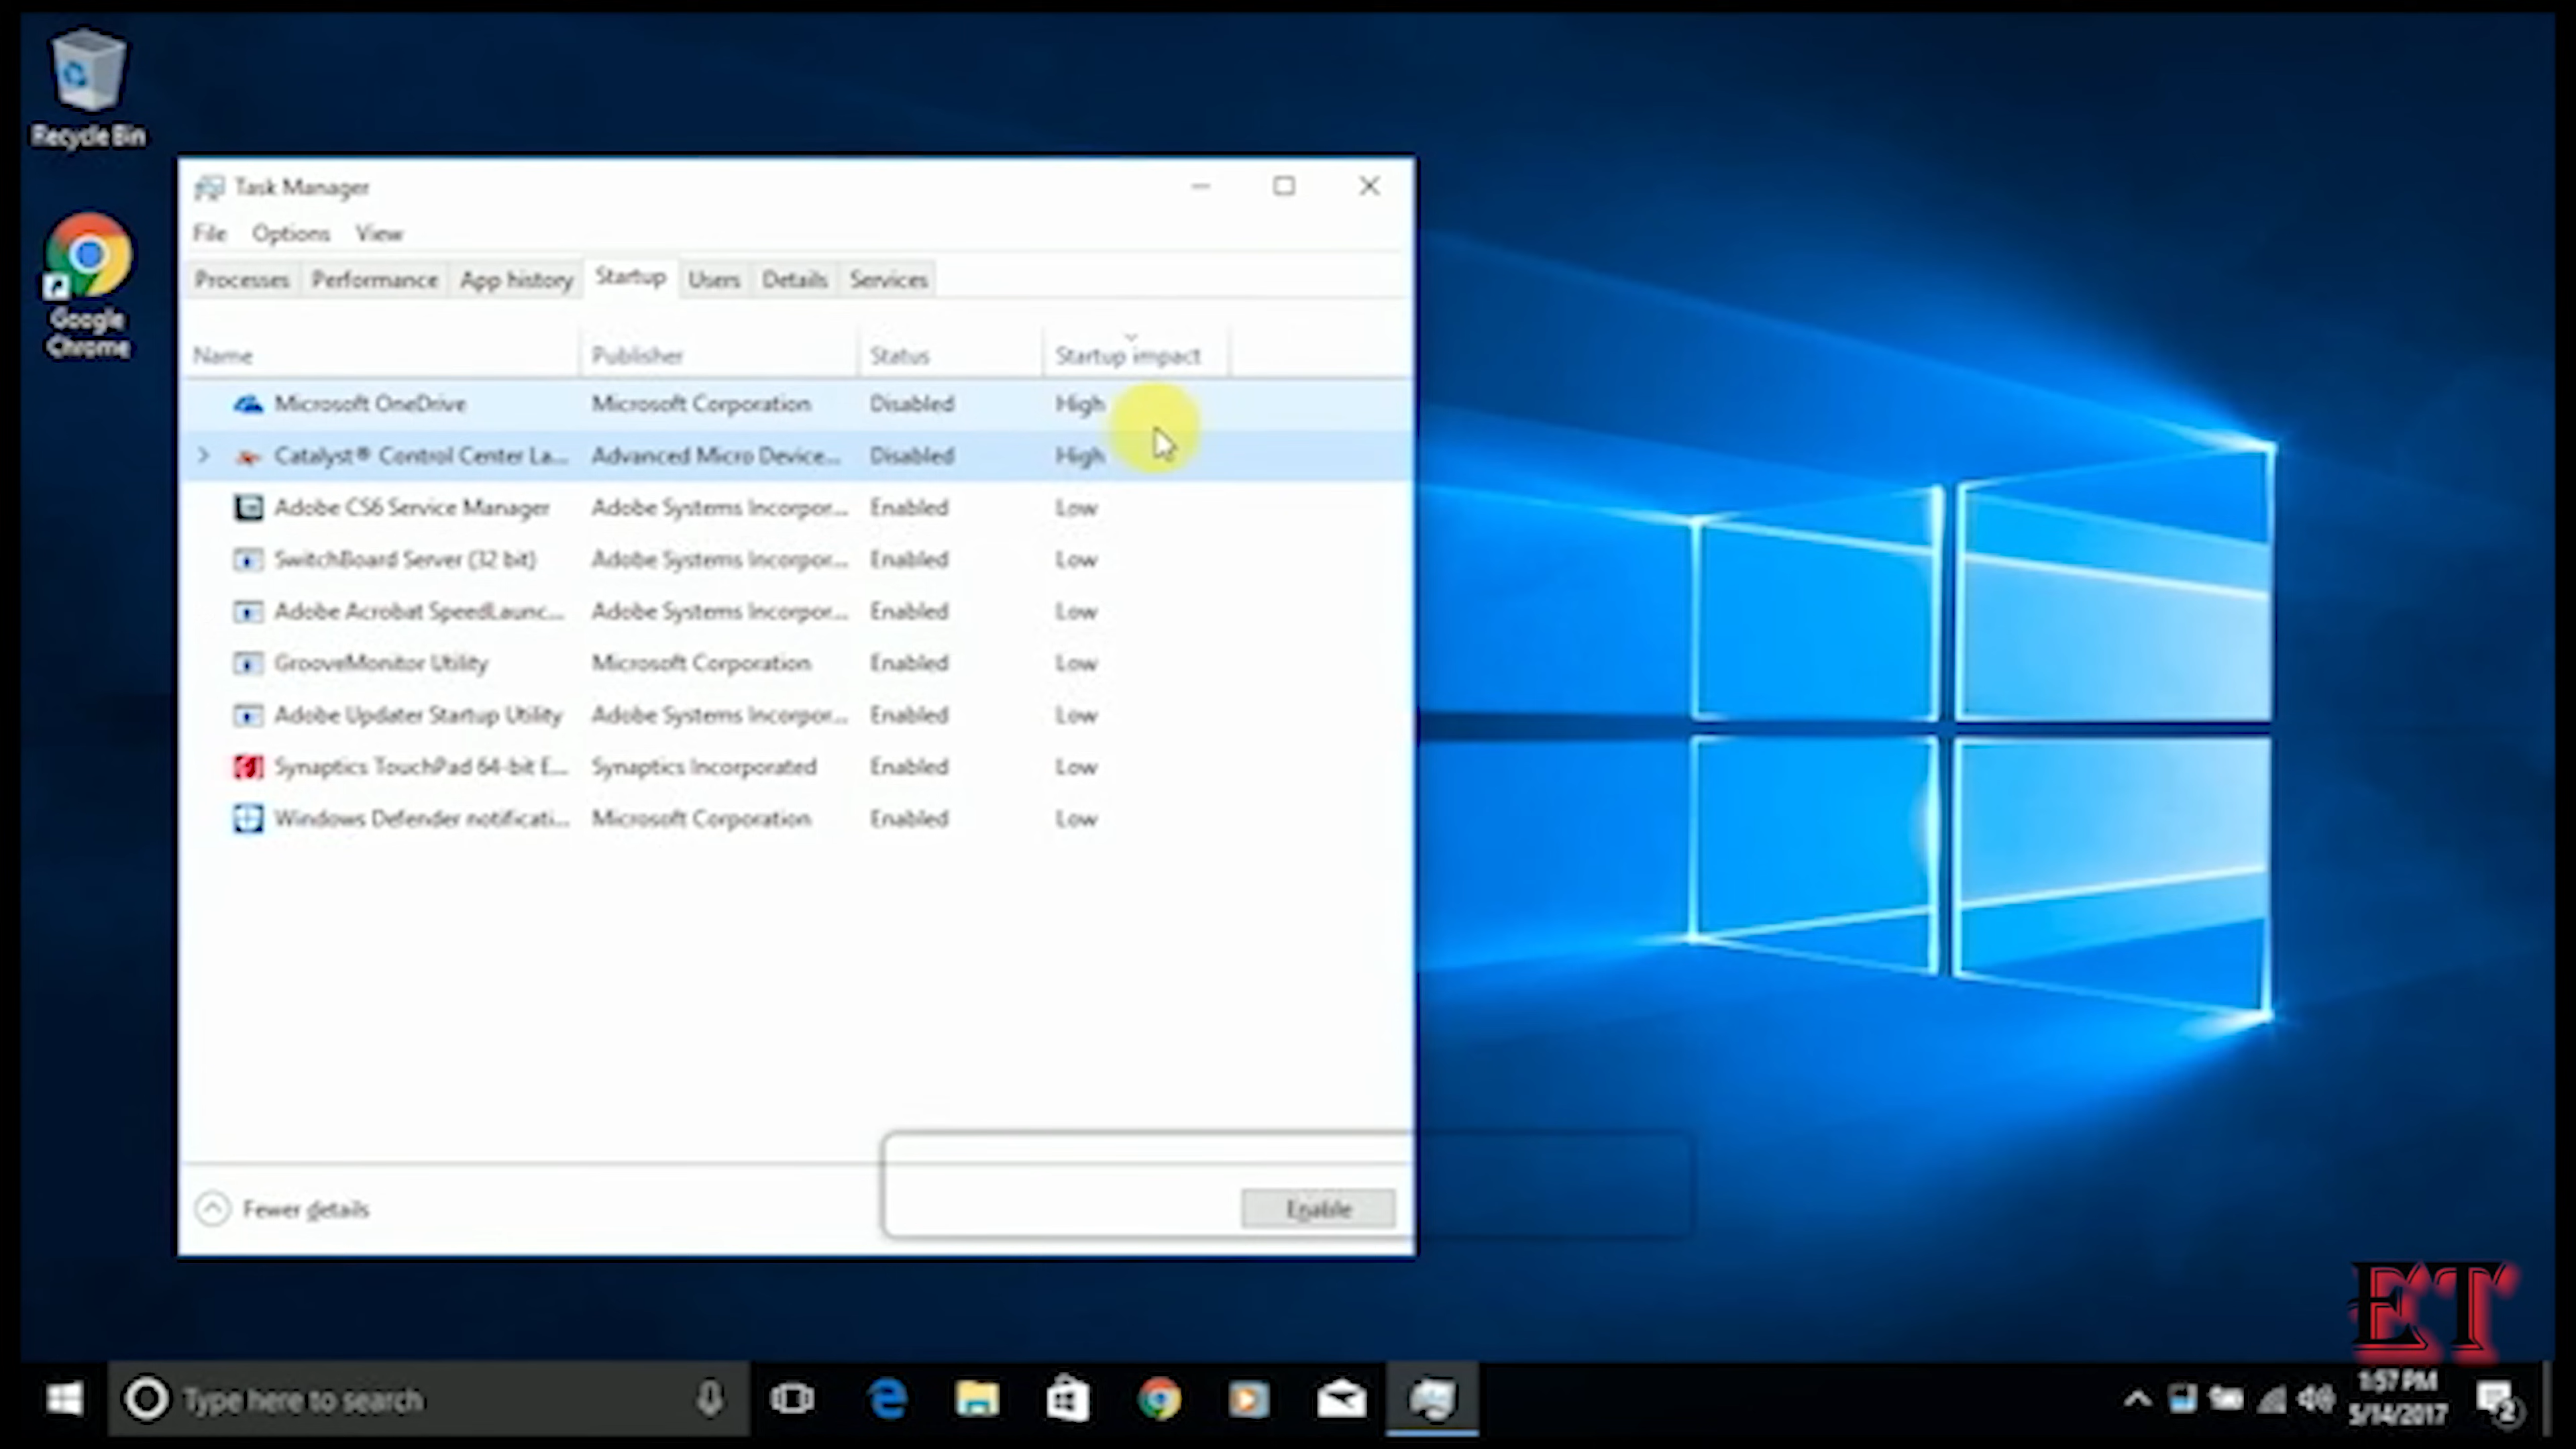 Recycle Bin
Google
Chrome
Task Manager
File Options View
Processes Performance App history Startup Users Details Services
Name Publisher Status Startup impact
Microsoft OneDrive Microsoft Corporation Disabled High
Catalyst® Control Center La... Advanced Micro Device... Disabled High
Adobe CS6 Service Manager Adobe Systems Incorpor... Enabled Low
SwitchBoard Server (32 bit) Adobe Systems Incorpor... Enabled Low
Adobe Acrobat SpeedLaunc... Adobe Systems Incorpor... Enabled Low
GrooveMonitor Utility Microsoft Corporation Enabled Low
Adobe Updater Startup Utility Adobe Systems Incorpor... Enabled Low
Synaptics TouchPad 64-bit E... Synaptics Incorporated Enabled Low
Windows Defender notificati... Microsoft Corporation Enabled Low
Fewer details Enable
ET
Type here to search
1:57 PM
5/14/2017
2